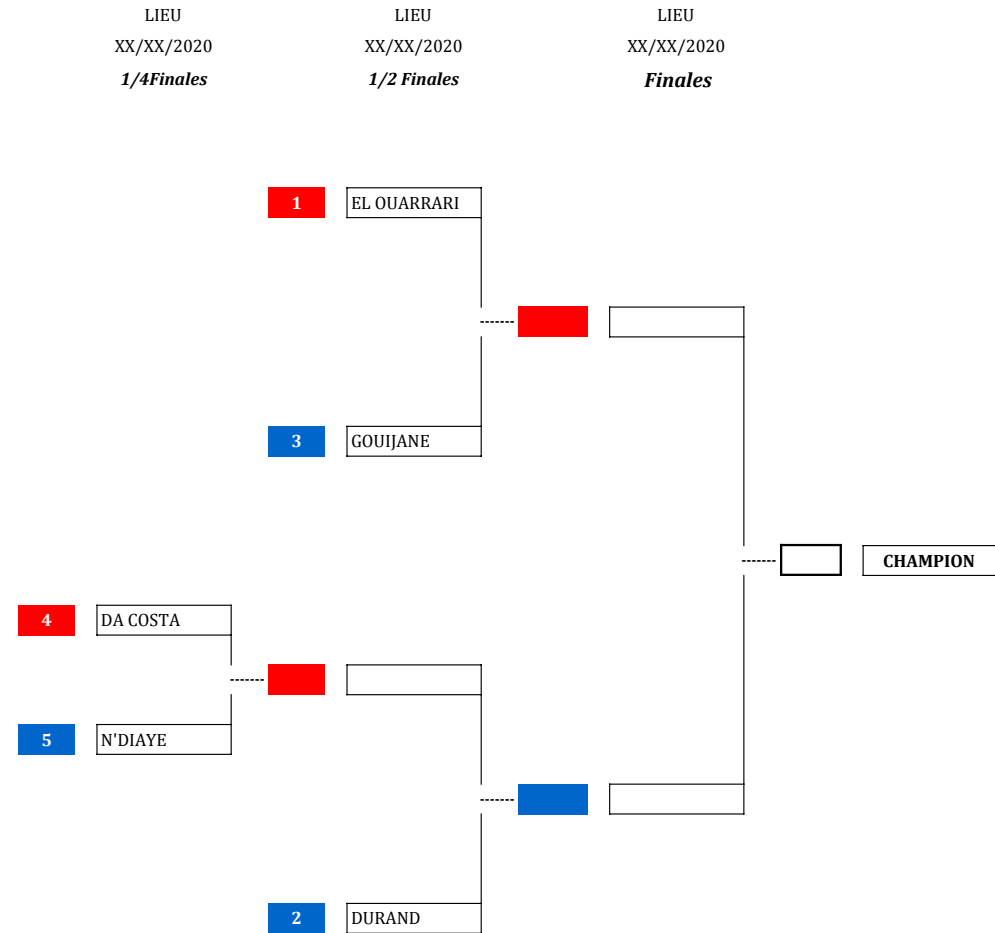 LIEU LIEU LIEU
XX/XX/2020 XX/XX/2020 XX/XX/2020
1/4Finales 1/2 Finales Finales
1 EL OUARRARI
3 GOUIJANE
CHAMPION
4 DA COSTA
5 N'DIAYE
2 DURAND